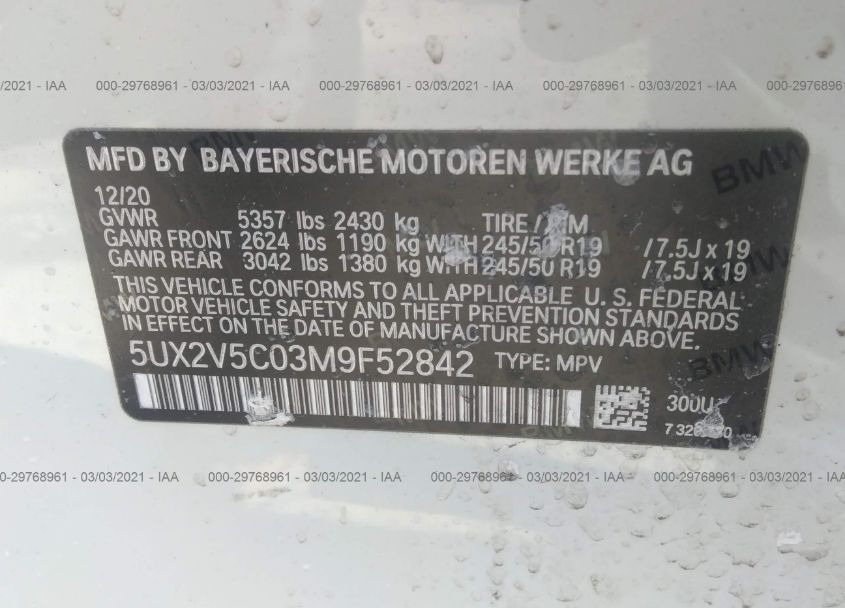 03/03/2021 - IAA 000-29768961 - 03/03/2021 - IAA 000-29768961 - 03/03/2021 - IAA 000-29768961 - 03/03/2021 - IAA
MFD BY BAYERISCHE MOTOREN WERKE AG
BMW
12/20
GVWR 5357 lbs 2430 kg TIRE /
GAWR FRONT 2624 lbs 1190 kg WITH 245/50 R19 /7.5J x 19
GAWR REAR 3042 lbs 1380 kg WITH 245/50 R19 /7.5J x 19
THIS VEHICLE CONFORMS TO ALL APPLICABLE U. S. FEDERAL
MOTOR VEHICLE SAFETY AND THEFT PREVENTION STANDARDS
IN EFFECT ON THE DATE OF MANUFACTURE SHOWN ABOVE.
5UX2V5C03M9F52842 TYPE: MPV
300U
000-29768961 - 03/03/2021 - IAA 000-29768961 - 03/03/2021 - IAA 000-29768961 - 03/03/2021 - IAA 000-29768961